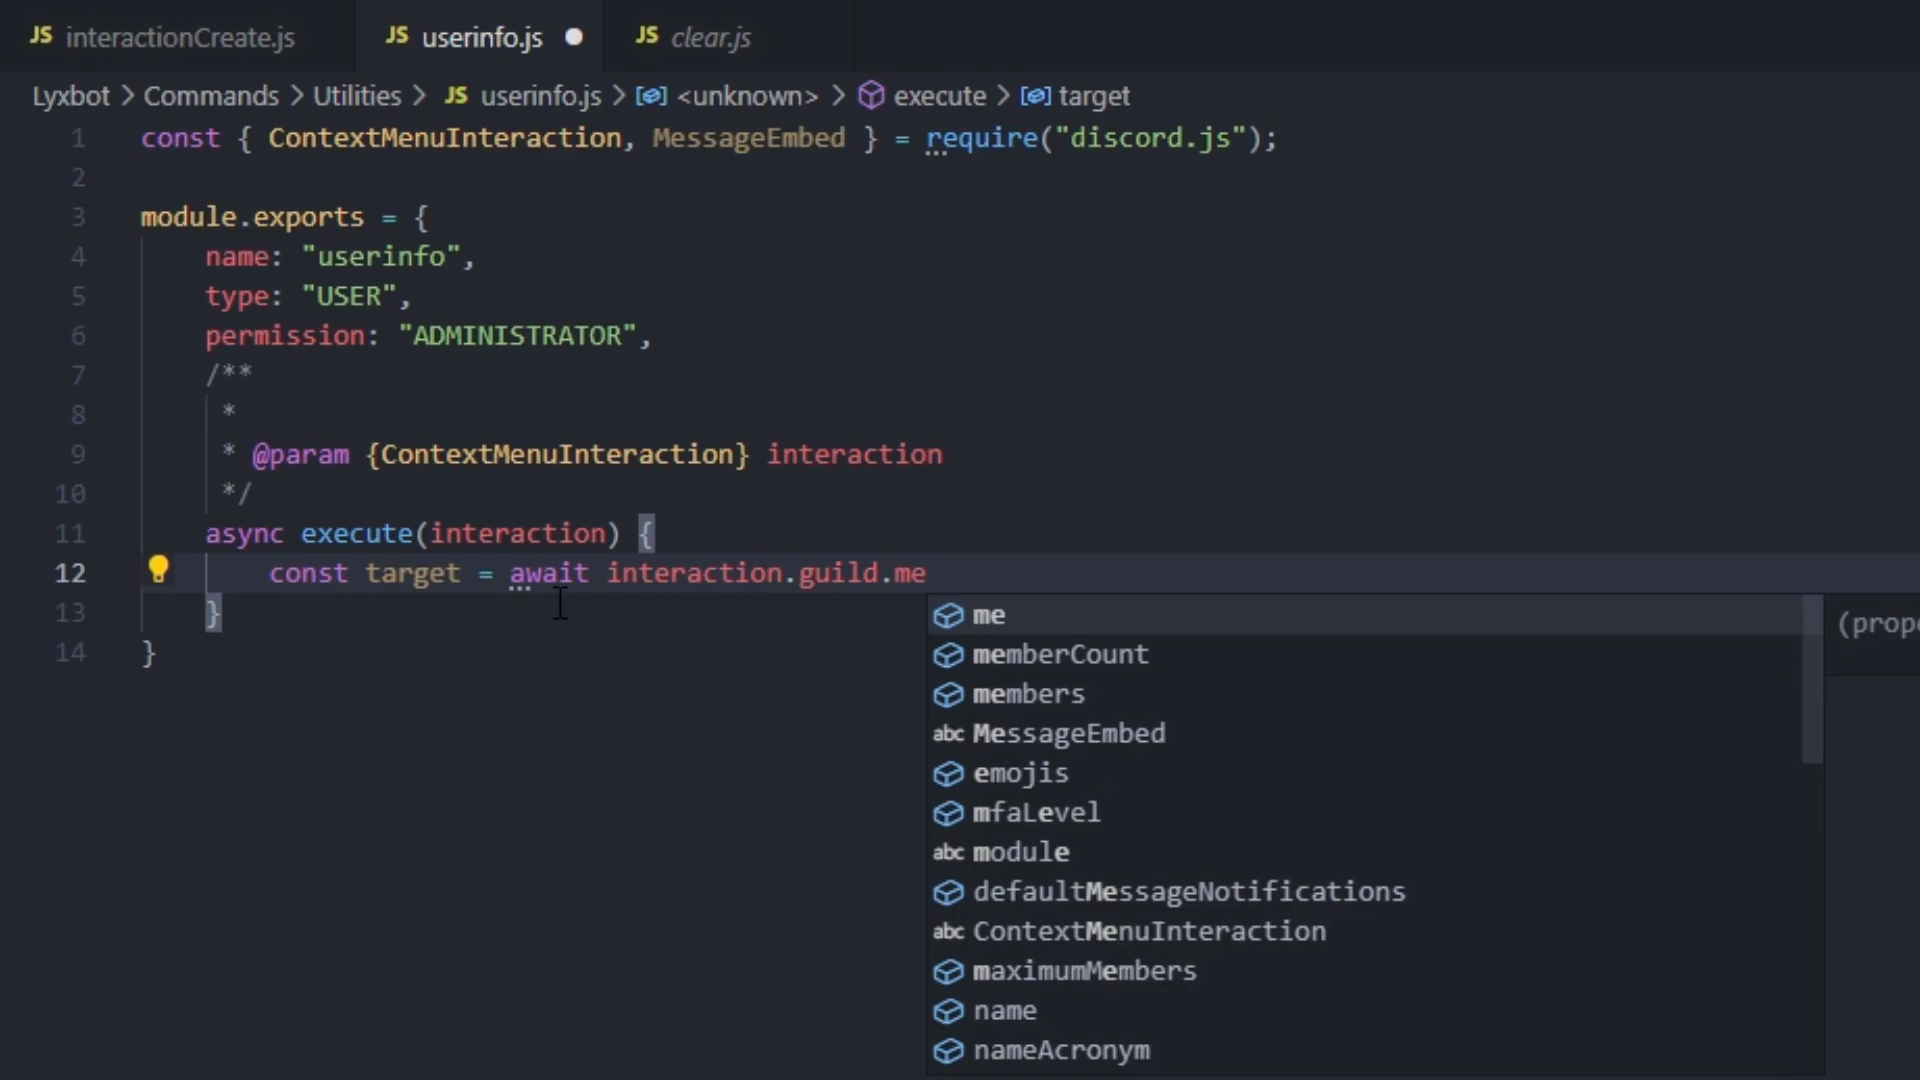 JS interactionCreate.js JS userinfo.js JS clear.js
Lyxbot > Commands > Utilities > JS userinfo.js > <unknown> > execute > target
1 const { ContextMenuInteraction, MessageEmbed } = require("discord.js");
2
3 module.exports = {
4 name: "userinfo",
5 type: "USER",
6 permission: "ADMINISTRATOR",
7 /**
8 *
9 * @param {ContextMenuInteraction} interaction
10 */
11 async execute(interaction) {
12 const target = await interaction.guild.me
13 }
14 }
me
(prope
memberCount
members
abc MessageEmbed
emojis
mfaLevel
abc module
defaultMessageNotifications
abc ContextMenuInteraction
maximumMembers
name
nameAcronym